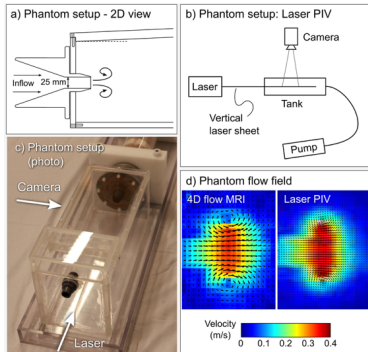 a) Phantom setup - 2D view
Inflow
25 mm
b) Phantom setup: Laser PIV
Camera
Laser
Tank
Vertical
laser sheet
Pump
c) Phantom setup
(photo)
Camera
Laser
d) Phantom flow field
4D flow MRI
Laser PIV
Velocity
(m/s)
0 0.1 0.2 0.3 0.4